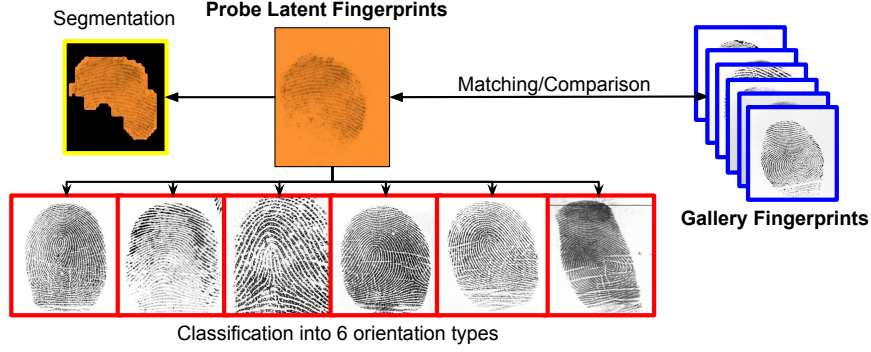 Segmentation
Probe Latent Fingerprints
Matching/Comparison
Gallery Fingerprints
Classification into 6 orientation types